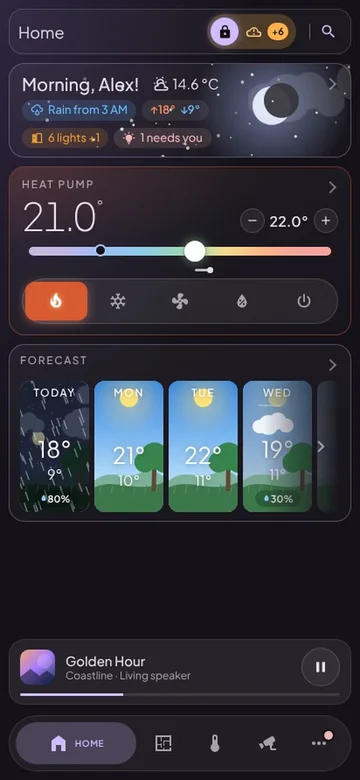 Home
+6
Morning, Alex! 14.6 °C
Rain from 3 AM ↑18° ↓9°
6 lights +1 1 needs you
HEAT PUMP
21.0°
22.0°
FORECAST
TODAY MON TUE WED
18° 21° 22° 19°
9° 10° 11° 11°
80% 30%
Golden Hour
Coastline · Living speaker
HOME